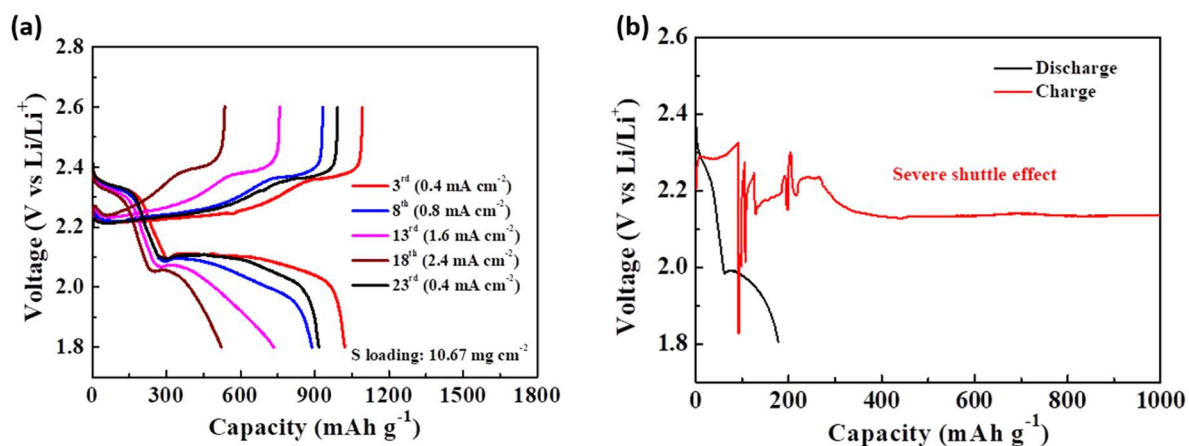 (a)
Voltage (V vs Li/Li⁺)
2.8
2.6
2.4
2.2
2.0
1.8
3ʳᵈ (0.4 mA cm⁻²)
8ᵗʰ (0.8 mA cm⁻²)
13ʳᵈ (1.6 mA cm⁻²)
18ᵗʰ (2.4 mA cm⁻²)
23ʳᵈ (0.4 mA cm⁻²)
S loading: 10.67 mg cm⁻²
0 300 600 900 1200 1500 1800
Capacity (mAh g⁻¹)
(b)
Voltage (V vs Li/Li⁺)
2.6
2.4
2.2
2.0
1.8
Discharge
Charge
Severe shuttle effect
0 200 400 600 800 1000
Capacity (mAh g⁻¹)